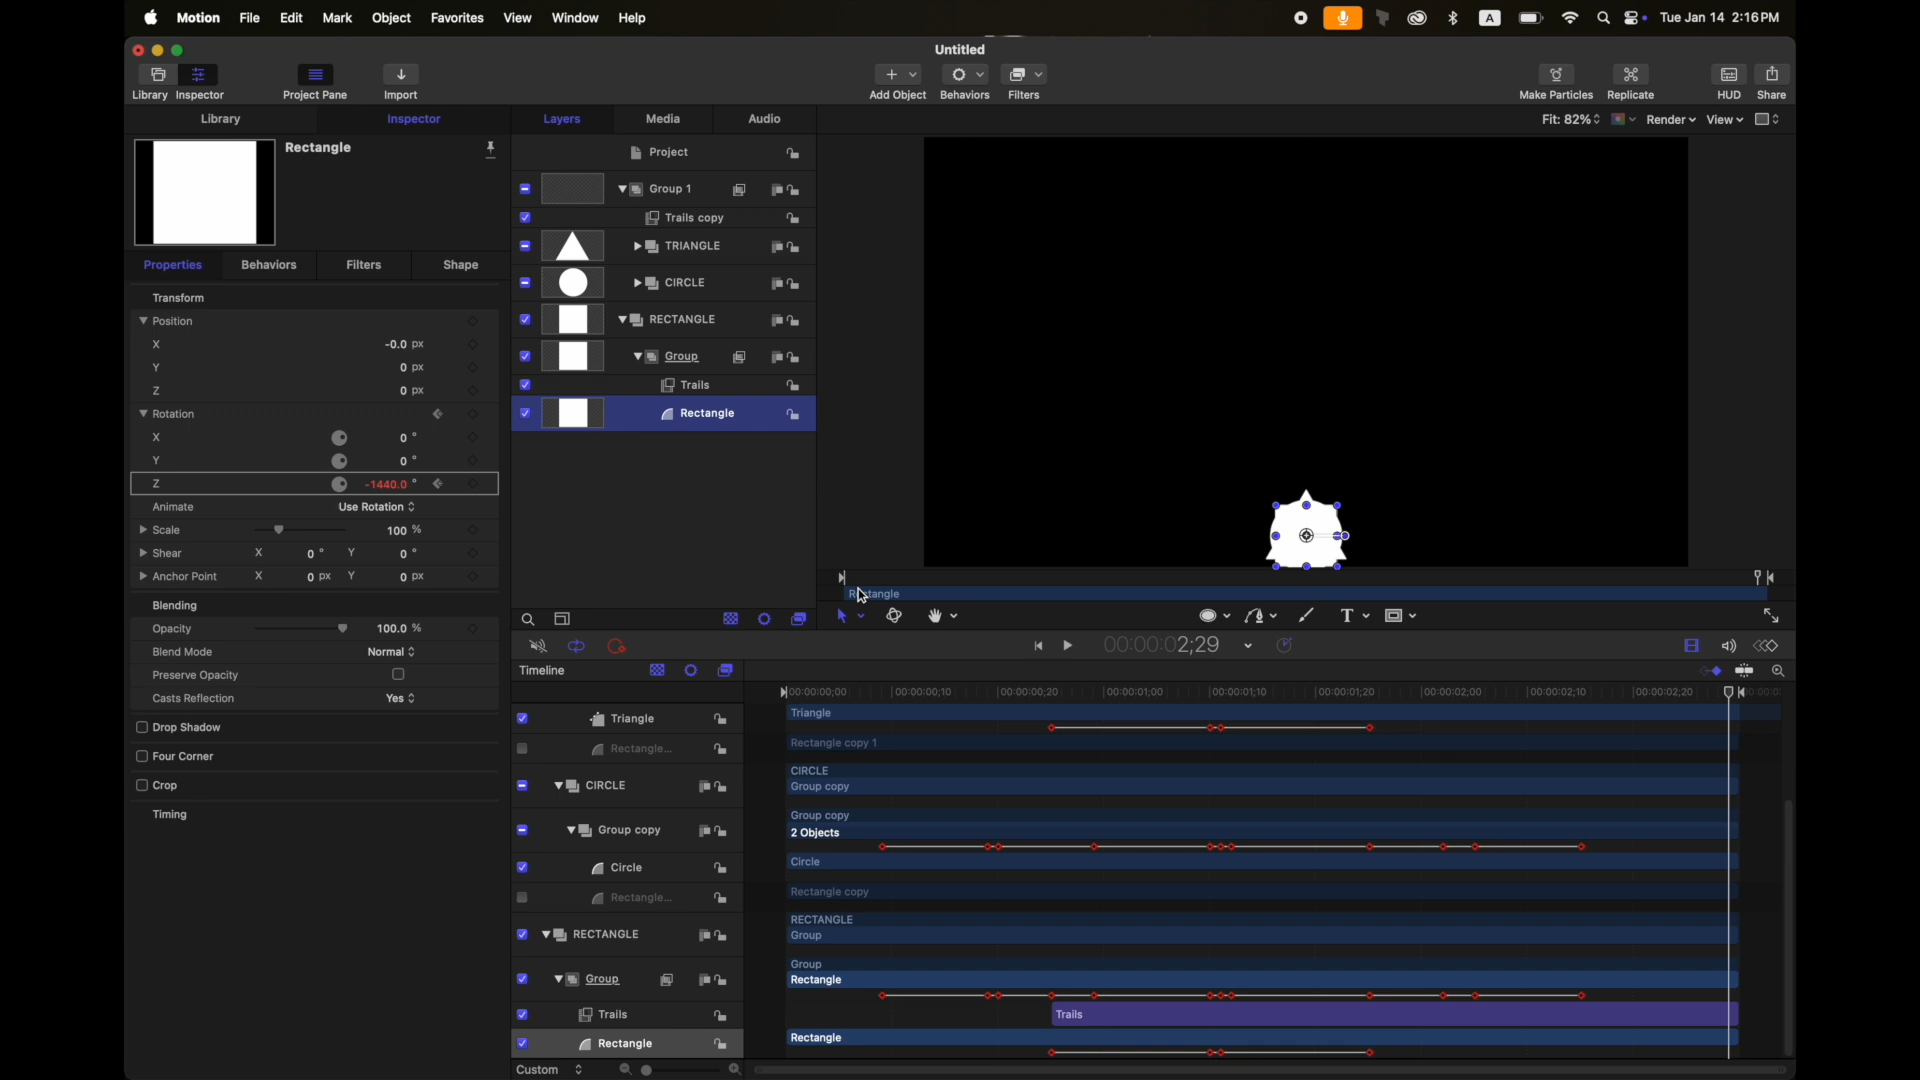 Motion File Edit Mark Object Favorites View Window Help
A
Tue Jan 14 2:16 PM
Untitled
Library Inspector Project Pane Import Add Object Behaviors Filters Make Particles Replicate HUD Share
Library Inspector Layers Media Audio
Fit: 82% Render View
Rectangle
Project
Group 1
Trails copy
TRIANGLE
CIRCLE
RECTANGLE
Group
Trails
Rectangle
Properties Behaviors Filters Shape
Transform
Position
X -0.0 px
Y 0 px
Z 0 px
Rotation
X 0 °
Y 0 °
Z -1440.0 °
Animate Use Rotation
Scale 100 %
Shear X 0 ° Y 0 °
Anchor Point X 0 px Y 0 px
Blending
Opacity 100.0 %
Blend Mode Normal
Preserve Opacity
Casts Reflection Yes
Drop Shadow
Four Corner
Crop
Timing
T
00:00:02;29
Timeline
00:00:00;00 00:00:00;10 00:00:00;20 00:00:01;00 00:00:01;10 00:00:01;20 00:00:02;00 00:00:02;10 00:00:02;20
Triangle Triangle
Rectangle... Rectangle copy 1
CIRCLE CIRCLE
Group copy
Group copy Group copy
2 Objects
Circle Circle
Rectangle... Rectangle copy
RECTANGLE RECTANGLE
Group
Group Group
Rectangle
Trails Trails
Rectangle Rectangle
Custom